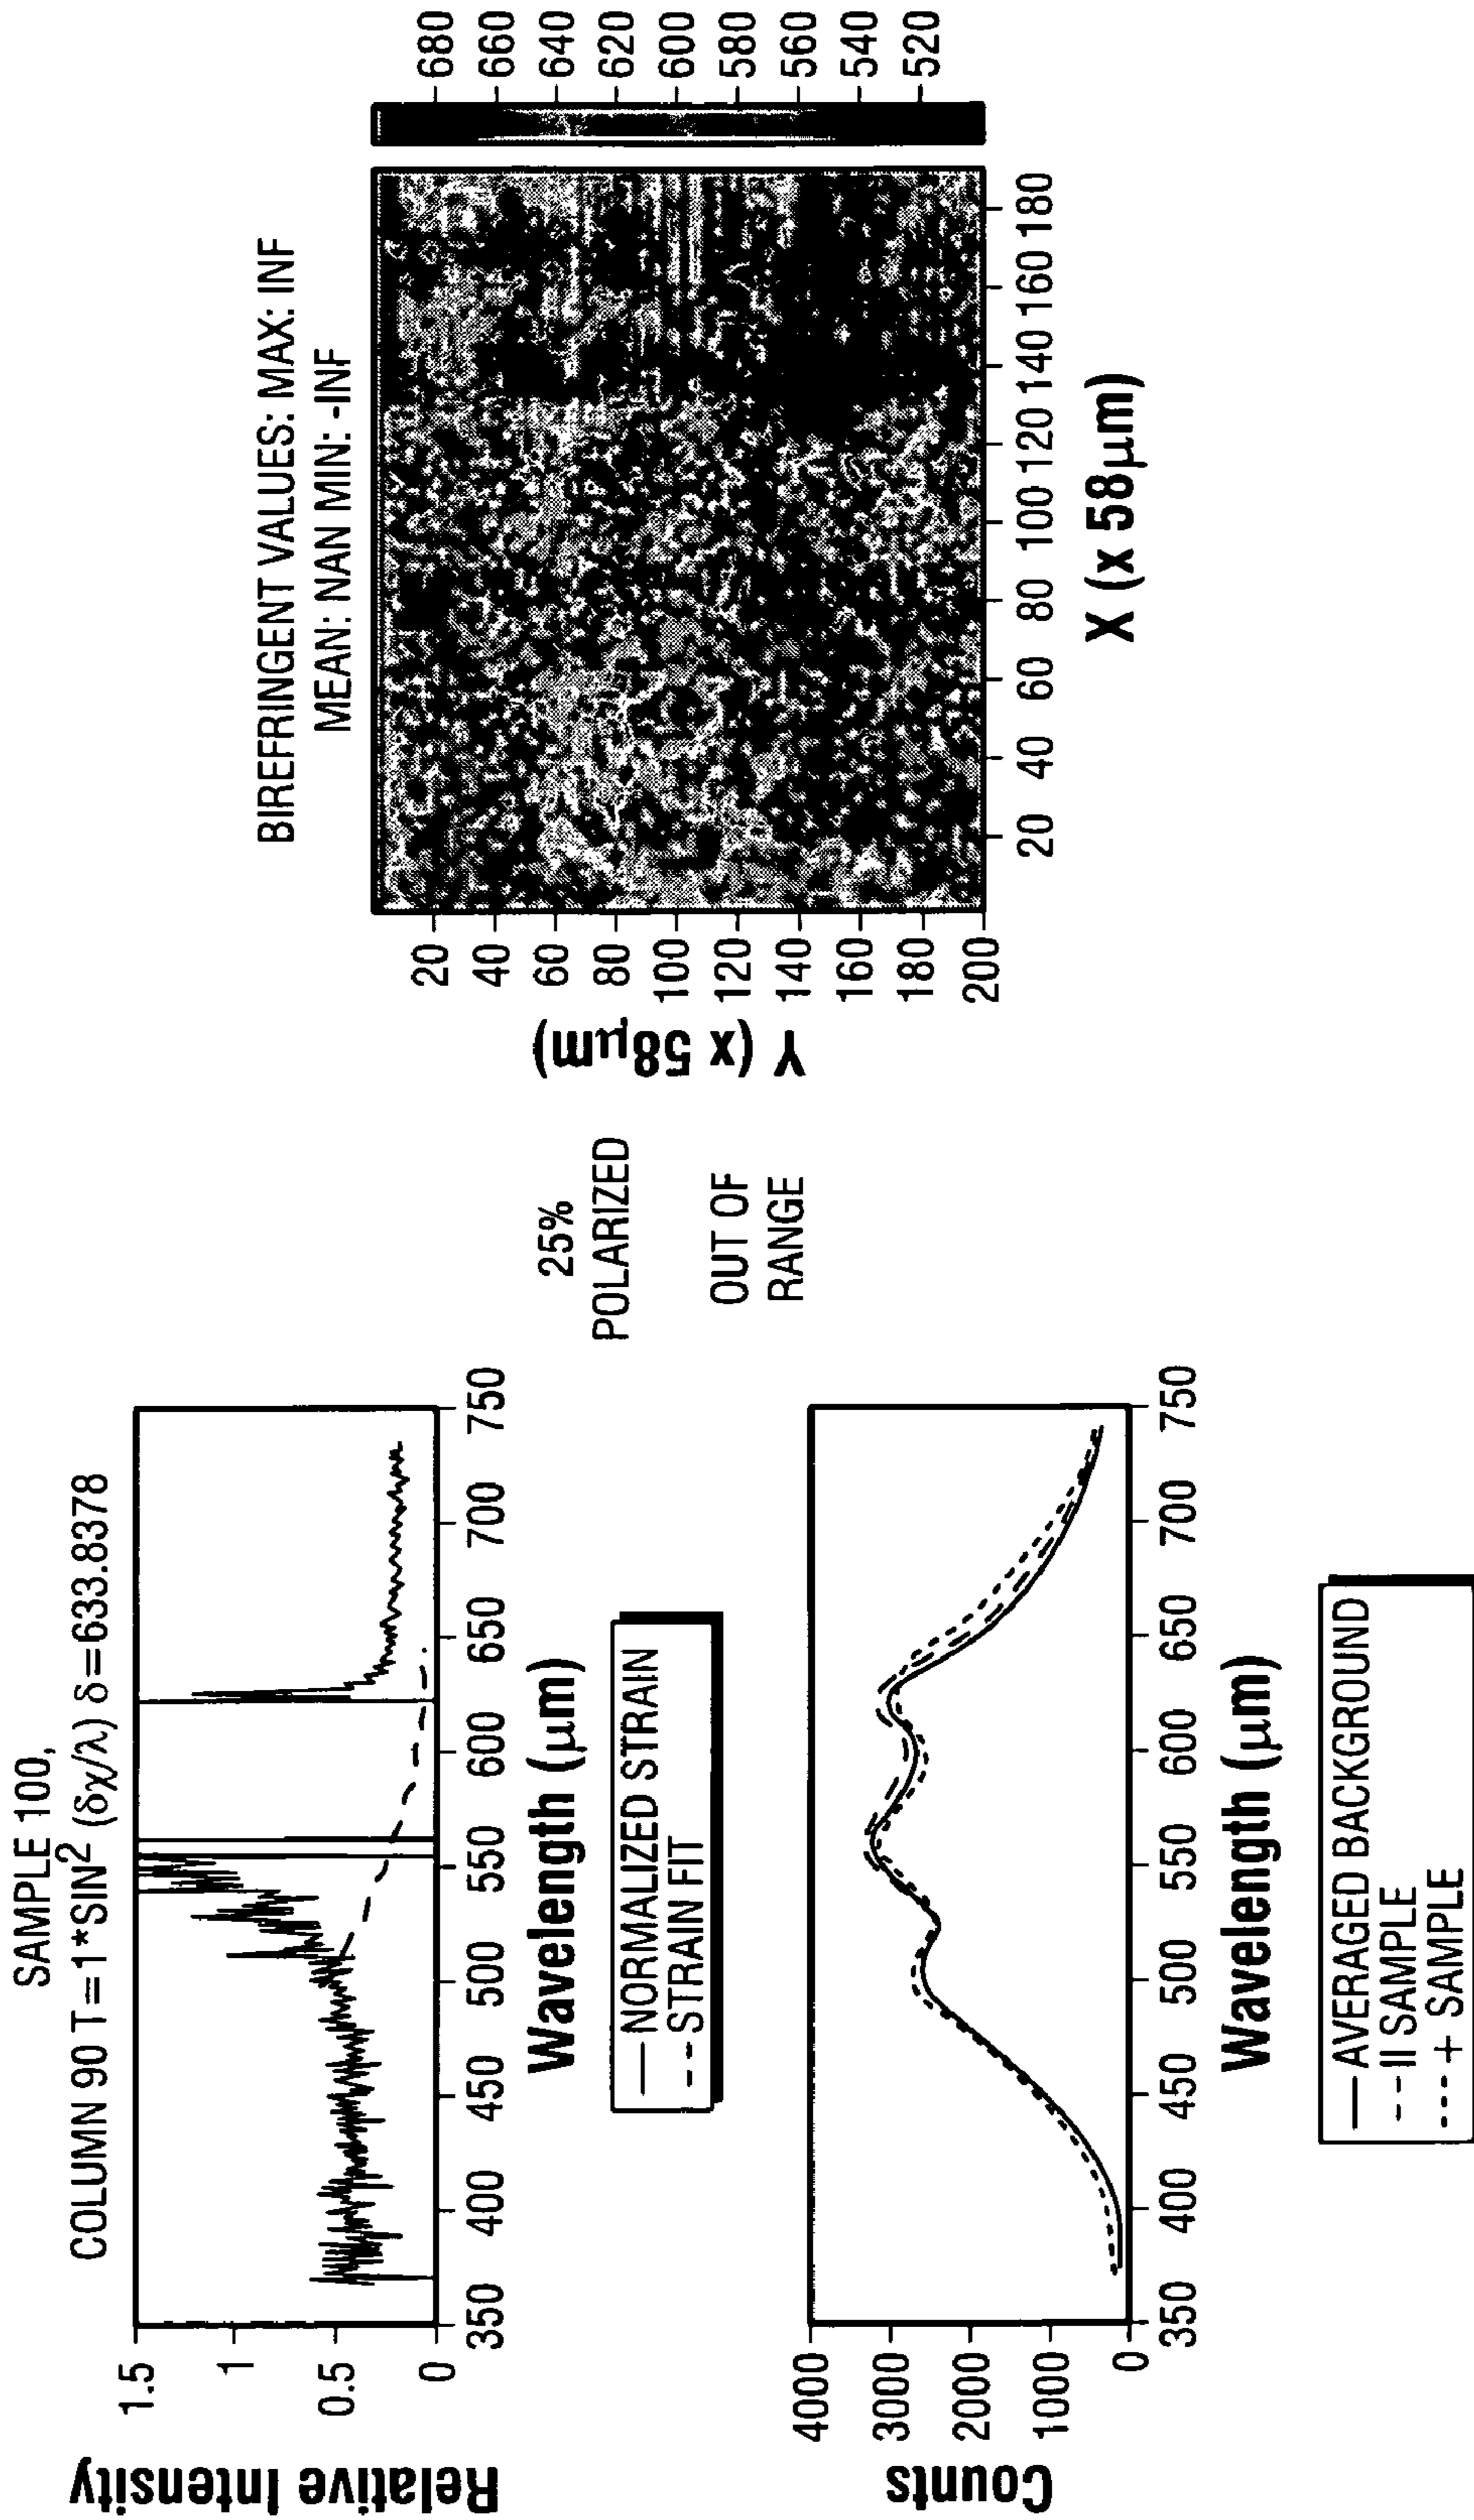 SAMPLE 100,
COLUMN 90 T=1*SIN² (δχ/λ) δ=633.8378
Relative Intensity
1.5
1
0.5
0
350 400 450 500 550 600 650 700 750
Wavelength (μm)
NORMALIZED STRAIN
STRAIN FIT
25%
POLARIZED
OUT OF
RANGE
Counts
4000
3000
2000
1000
0
350 400 450 500 550 600 650 700 750
Wavelength (μm)
AVERAGED BACKGROUND
II SAMPLE
+ SAMPLE
BIREFRINGENT VALUES: MAX: INF
MEAN: NAN MIN: -INF
Y (x 58μm)
20
40
60
80
100
120
140
160
180
200
20 40 60 80 100 120 140 160 180
X (x 58μm)
680
660
640
620
600
580
560
540
520